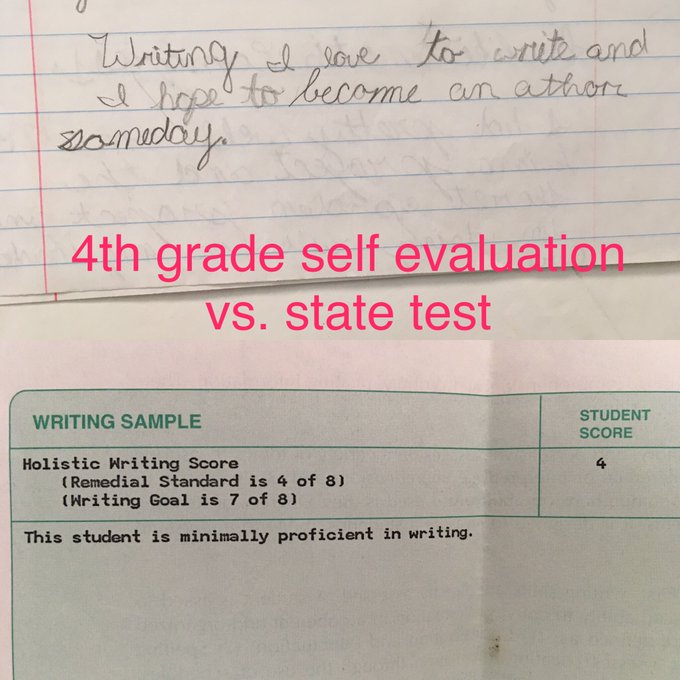 Writing I love to write and
I hope to become an athor
someday.
4th grade self evaluation
vs. state test
WRITING SAMPLE
STUDENT
SCORE
Holistic Writing Score
4
(Remedial Standard is 4 of 8)
(Writing Goal is 7 of 8)
This student is minimally proficient in writing.